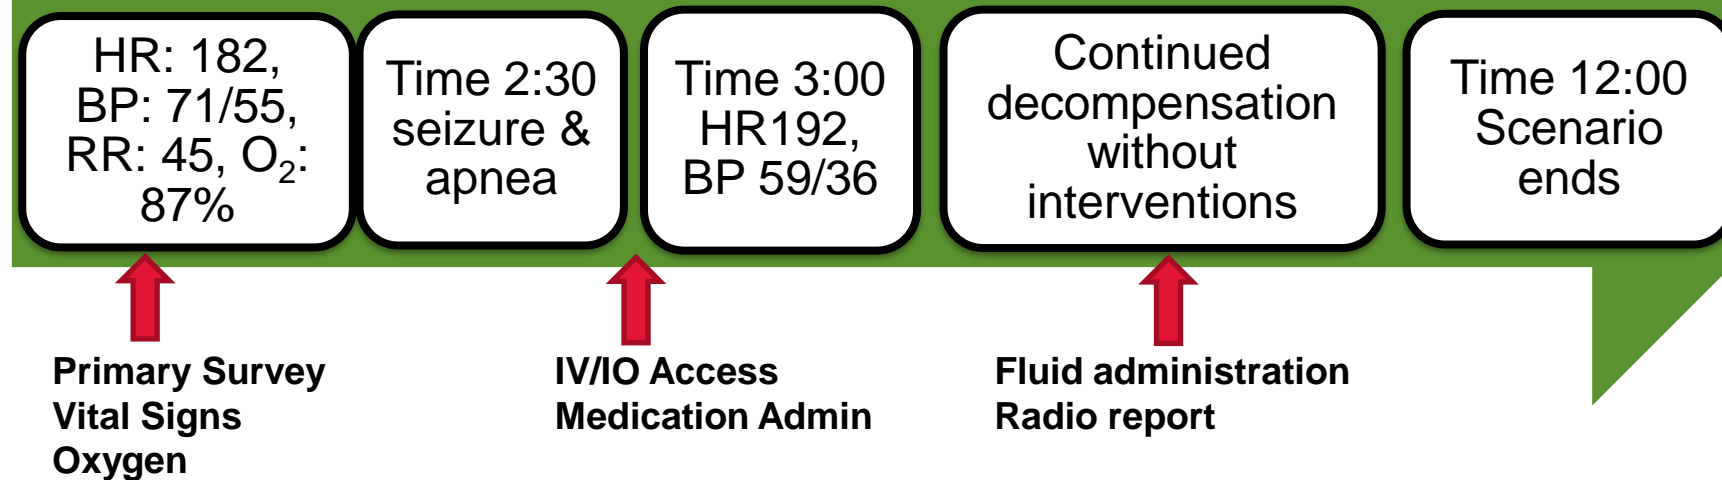 HR: 182,
BP: 71/55,
RR: 45, O₂:
87%
Time 2:30
seizure &
apnea
Time 3:00
HR192,
BP 59/36
Continued
decompensation
without
interventions
Time 12:00
Scenario
ends
Primary Survey
Vital Signs
Oxygen
IV/IO Access
Medication Admin
Fluid administration
Radio report